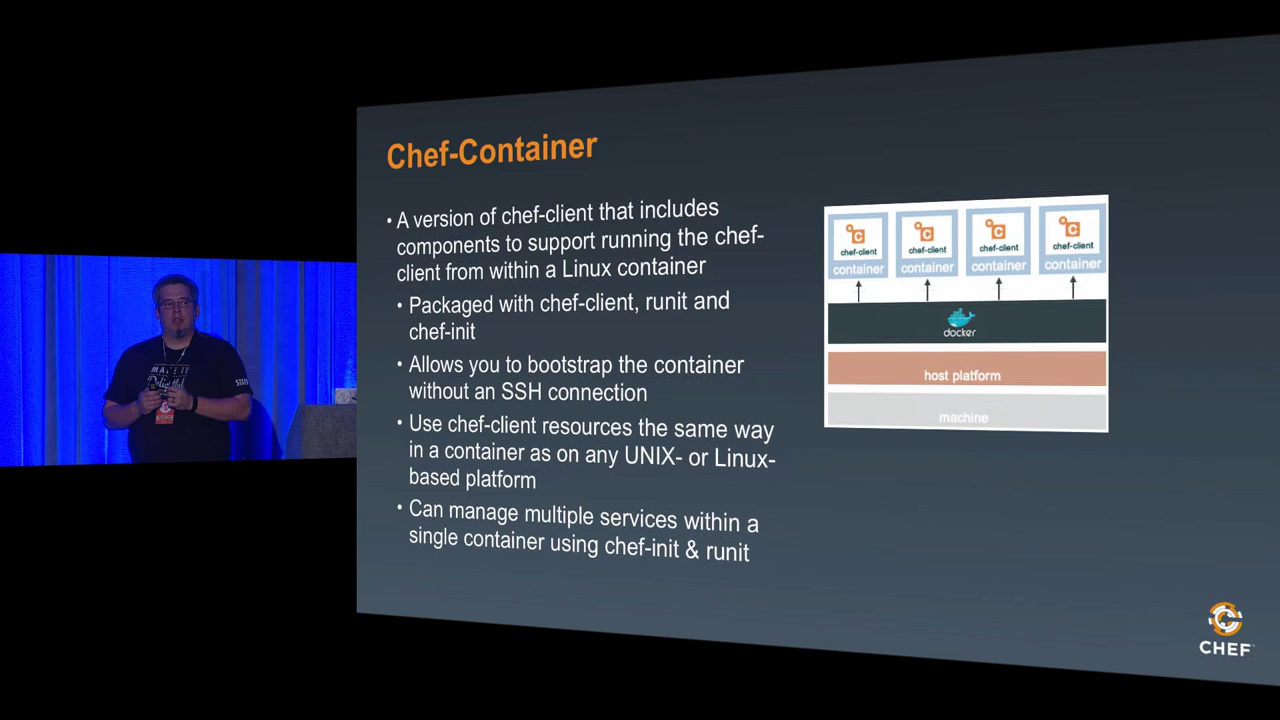 Chef-Container
• A version of chef-client that includes
components to support running the chef-
client from within a Linux container
• Packaged with chef-client, runit and
chef-init
• Allows you to bootstrap the container
without an SSH connection
• Use chef-client resources the same way
in a container as on any UNIX- or Linux-
based platform
• Can manage multiple services within a
single container using chef-init & runit
chef-client chef-client chef-client chef-client
container container container container
docker
host platform
machine
CHEF
MAKE IT
Delightful
STAFF